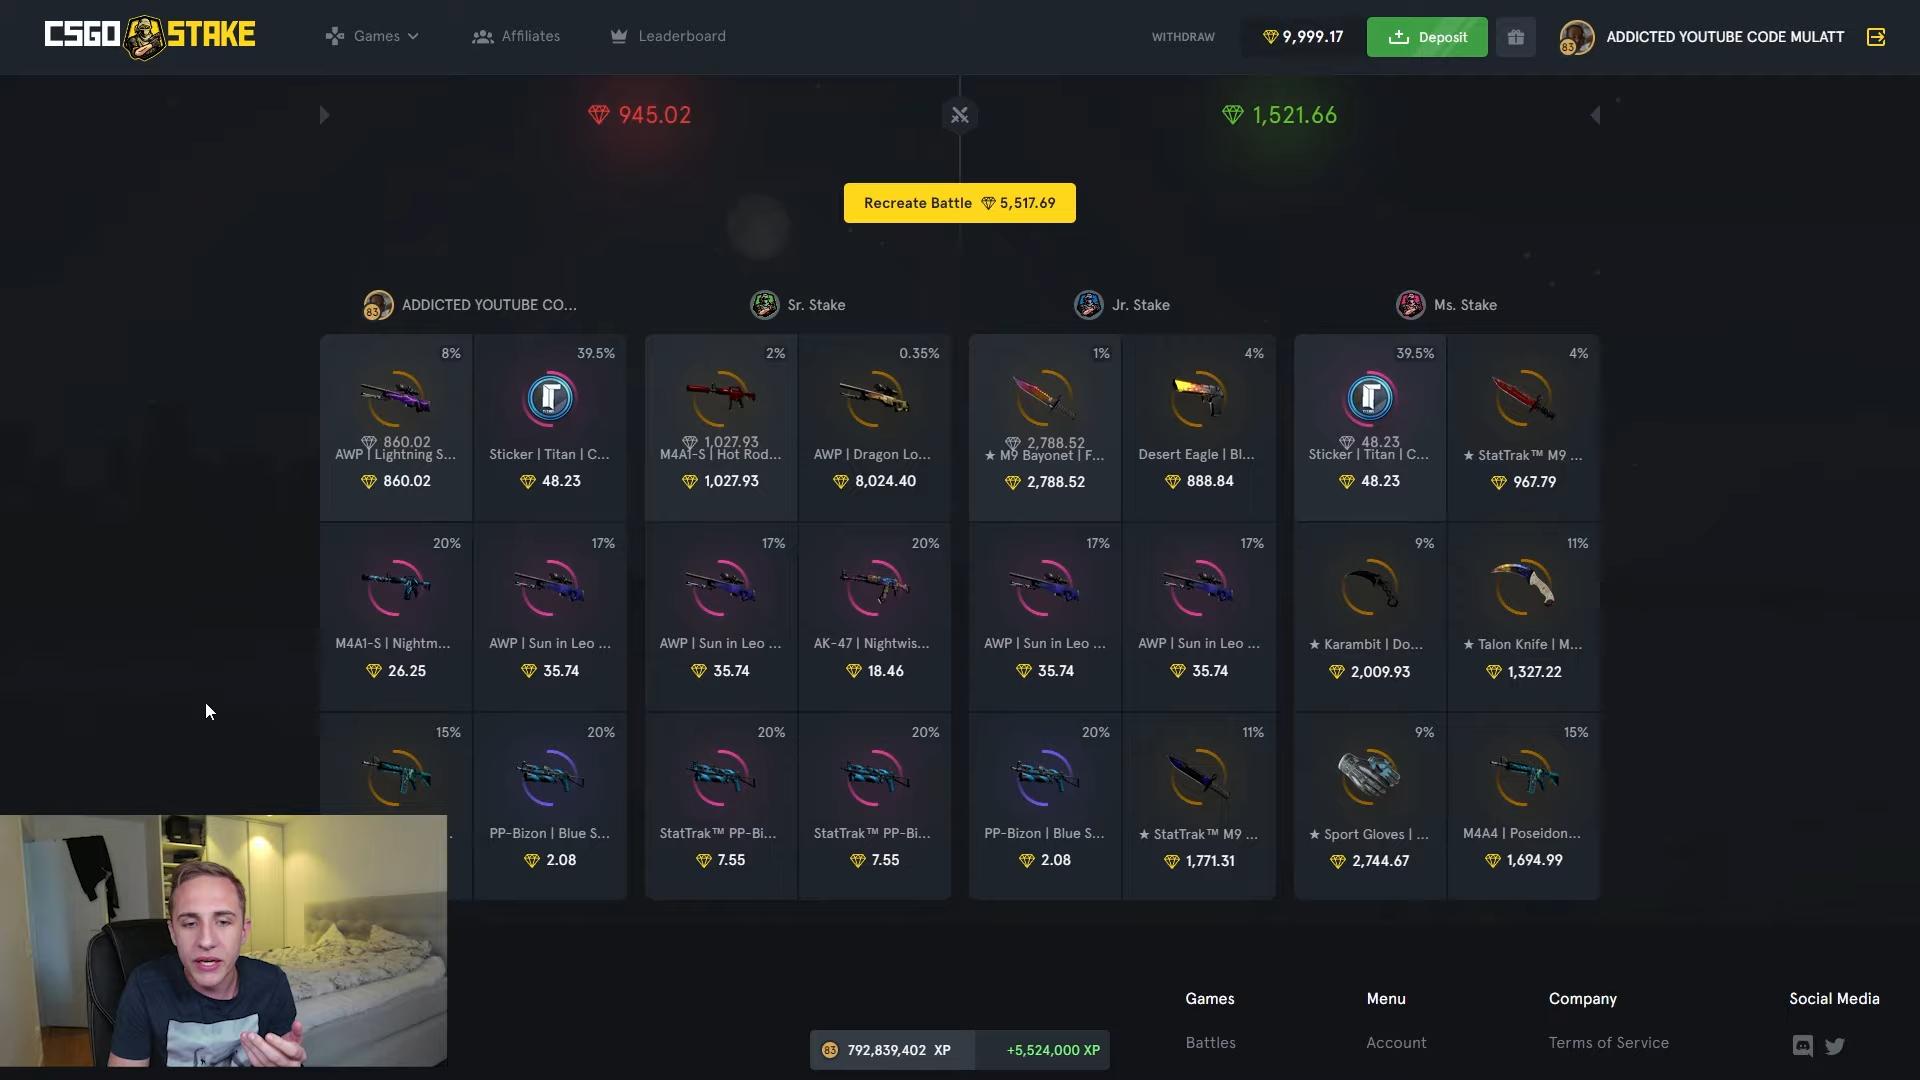 CSGO STAKE
Games
Affiliates
Leaderboard
WITHDRAW
9,999.17
Deposit
83
ADDICTED YOUTUBE CODE MULATT
945.02
1,521.66
Recreate Battle 5,517.69
83
ADDICTED YOUTUBE CO...
Sr. Stake
Jr. Stake
Ms. Stake
8%
39.5%
2%
0.35%
1%
4%
39.5%
4%
860.02
1,027.93
2,788.52
48.23
AWP | Lightning S...
Sticker | Titan | C...
M4A1-S | Hot Rod...
AWP | Dragon Lo...
★ M9 Bayonet | F...
Desert Eagle | Bl...
Sticker | Titan | C...
★ StatTrak™ M9 ...
860.02
48.23
1,027.93
8,024.40
2,788.52
888.84
48.23
967.79
20%
17%
17%
20%
17%
17%
9%
11%
M4A1-S | Nightm...
AWP | Sun in Leo ...
AWP | Sun in Leo ...
AK-47 | Nightwis...
AWP | Sun in Leo ...
AWP | Sun in Leo ...
★ Karambit | Do...
★ Talon Knife | M...
26.25
35.74
35.74
18.46
35.74
35.74
2,009.93
1,327.22
15%
20%
20%
20%
20%
11%
9%
15%
PP-Bizon | Blue S...
StatTrak™ PP-Bi...
StatTrak™ PP-Bi...
PP-Bizon | Blue S...
★ StatTrak™ M9 ...
★ Sport Gloves | ...
M4A4 | Poseidon...
2.08
7.55
7.55
2.08
1,771.31
2,744.67
1,694.99
Games
Menu
Company
Social Media
Battles
Account
Terms of Service
83
792,839,402 XP
+5,524,000 XP